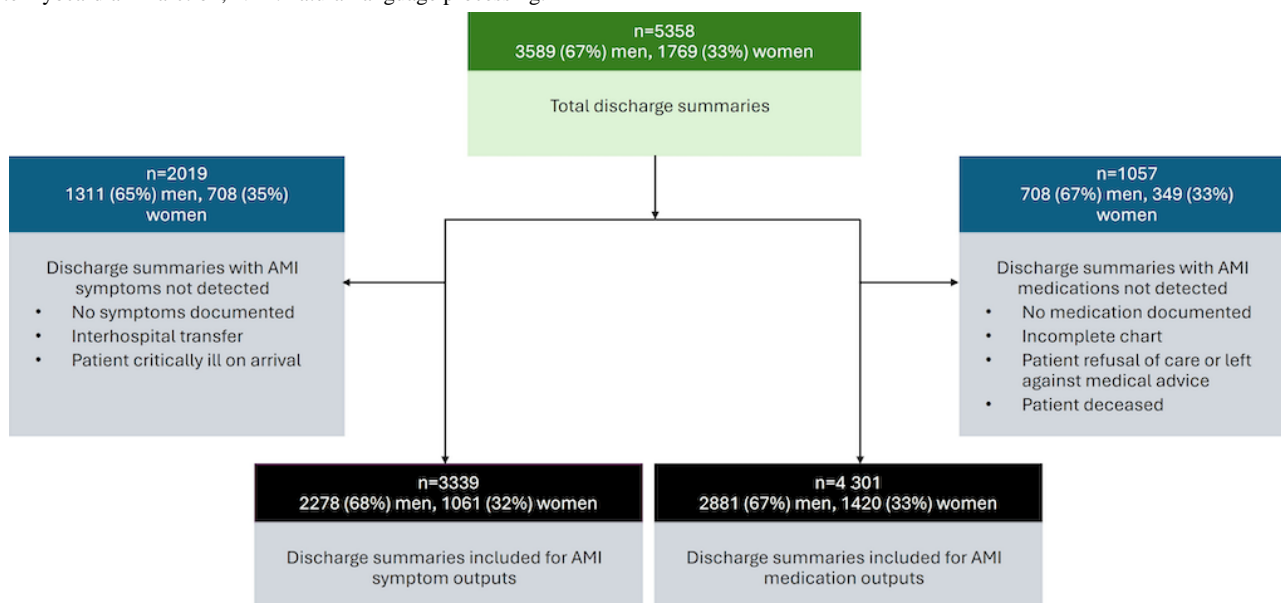 n=5358
3589 (67%) men, 1769 (33%) women
Total discharge summaries
n=2019
1311 (65%) men, 708 (35%)
women
Discharge summaries with AMI
symptoms not detected
• No symptoms documented
• Interhospital transfer
• Patient critically ill on arrival
n=1057
708 (67%) men, 349 (33%)
women
Discharge summaries with AMI
medications not detected
• No medication documented
• Incomplete chart
• Patient refusal of care or left
against medical advice
• Patient deceased
n=3339
2278 (68%) men, 1061 (32%) women
Discharge summaries included for AMI
symptom outputs
n=4 301
2881 (67%) men, 1420 (33%) women
Discharge summaries included for AMI
medication outputs